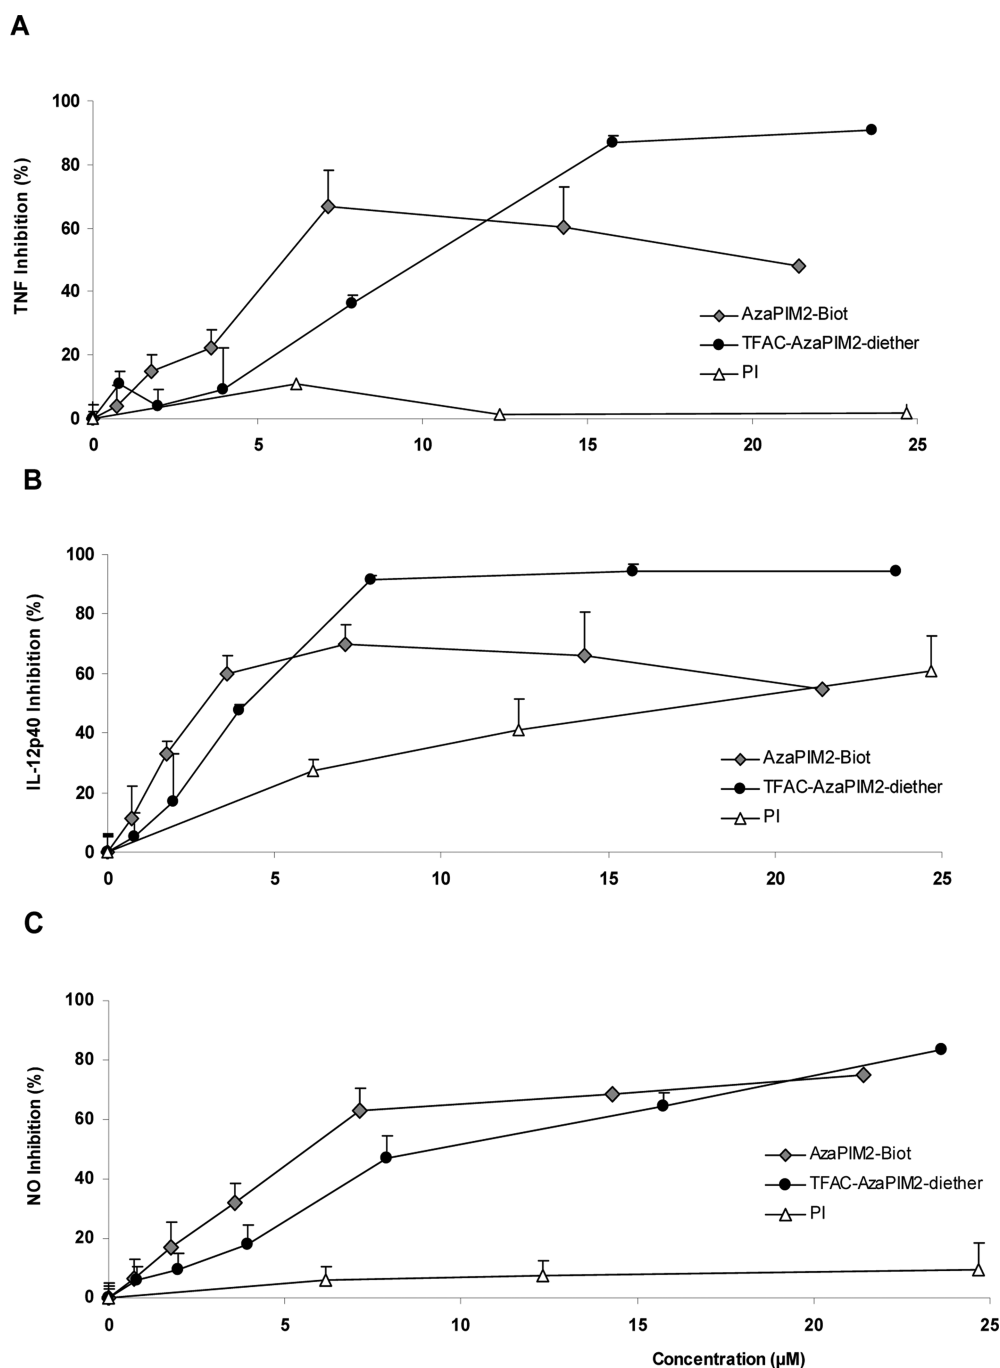 A
TNF Inhibition (%)
100
80
60
40
20
0
AzaPIM2-Biot
TFAC-AzaPIM2-diether
PI
0 5 10 15 20 25
B
IL-12p40 Inhibition (%)
100
80
60
40
20
0
AzaPIM2-Biot
TFAC-AzaPIM2-diether
PI
0 5 10 15 20 25
C
NO Inhibition (%)
100
80
60
40
20
0
AzaPIM2-Biot
TFAC-AzaPIM2-diether
PI
0 5 10 15 20 25
Concentration (µM)